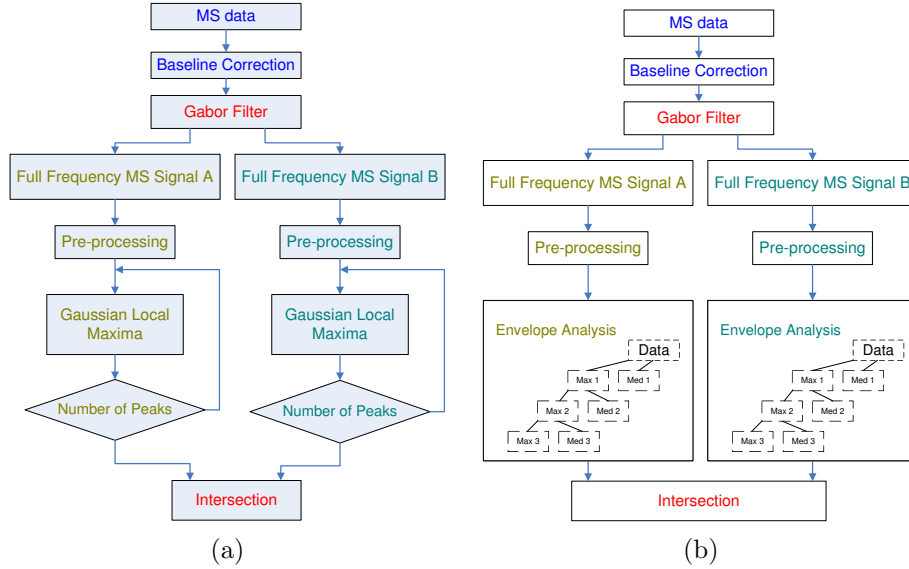 MS data
Baseline Correction
Gabor Filter
Full Frequency MS Signal A
Full Frequency MS Signal B
Pre-processing
Pre-processing
Gaussian Local
Maxima
Gaussian Local
Maxima
Number of Peaks
Number of Peaks
Intersection
(a)
MS data
Baseline Correction
Gabor Filter
Full Frequency MS Signal A
Full Frequency MS Signal B
Pre-processing
Pre-processing
Envelope Analysis
Data
Max 1
Med 1
Max 2
Med 2
Max 3
Med 3
Envelope Analysis
Data
Max 1
Med 1
Max 2
Med 2
Max 3
Med 3
Intersection
(b)